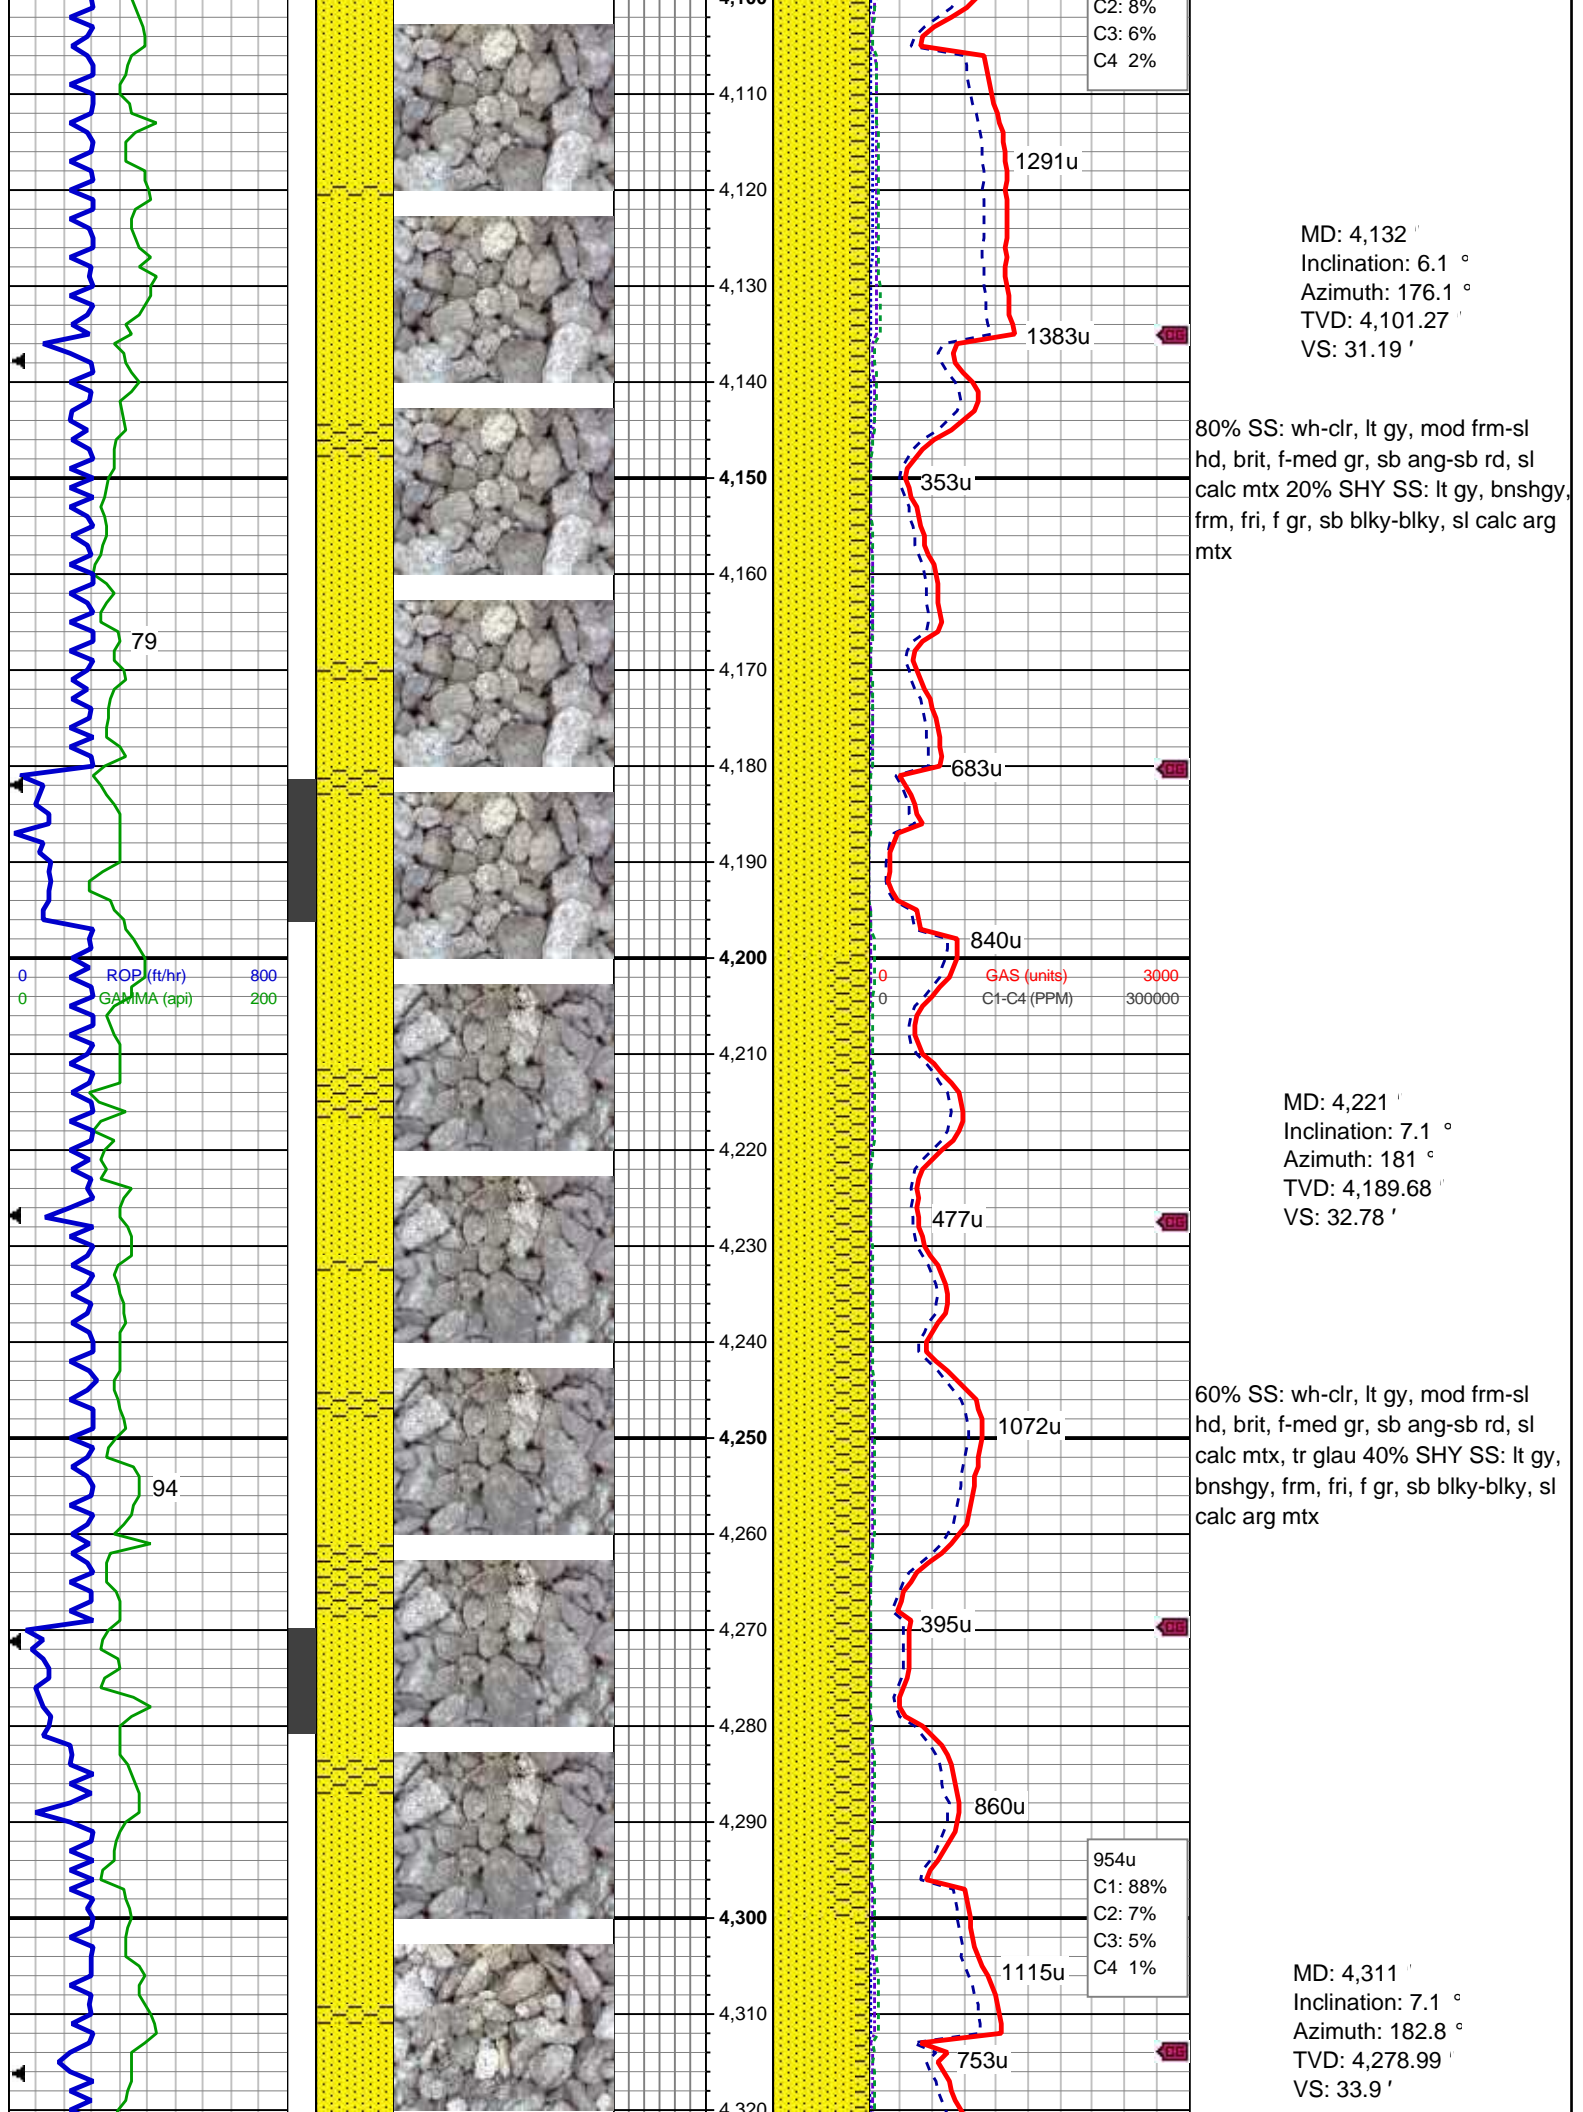 4,100
C2: 8%
C3: 6%
C4 2%
4,110
1291u
4,120
MD: 4,132 '
Inclination: 6.1 °
Azimuth: 176.1 °
TVD: 4,101.27 '
VS: 31.19 '
4,130
1383u
CG
4,140
80% SS: wh-clr, lt gy, mod frm-sl
hd, brit, f-med gr, sb ang-sb rd, sl
calc mtx 20% SHY SS: lt gy, bnshgy,
frm, fri, f gr, sb blky-blky, sl calc arg
mtx
4,150
353u
4,160
79
4,170
4,180
683u
CG
4,190
840u
4,200
0 ROP (ft/hr) 800
0 GAMMA (api) 200
0 GAS (units) 3000
0 C1-C4 (PPM) 300000
4,210
MD: 4,221 '
Inclination: 7.1 °
Azimuth: 181 °
TVD: 4,189.68 '
VS: 32.78 '
4,220
477u
CG
4,230
4,240
60% SS: wh-clr, lt gy, mod frm-sl
hd, brit, f-med gr, sb ang-sb rd, sl
calc mtx, tr glau 40% SHY SS: lt gy,
bnshgy, frm, fri, f gr, sb blky-blky, sl
calc arg mtx
4,250
1072u
94
4,260
4,270
395u
CG
4,280
4,290
860u
954u
C1: 88%
C2: 7%
C3: 5%
C4 1%
4,300
1115u
MD: 4,311 '
Inclination: 7.1 °
Azimuth: 182.8 °
TVD: 4,278.99 '
VS: 33.9 '
4,310
753u
CG
4,320